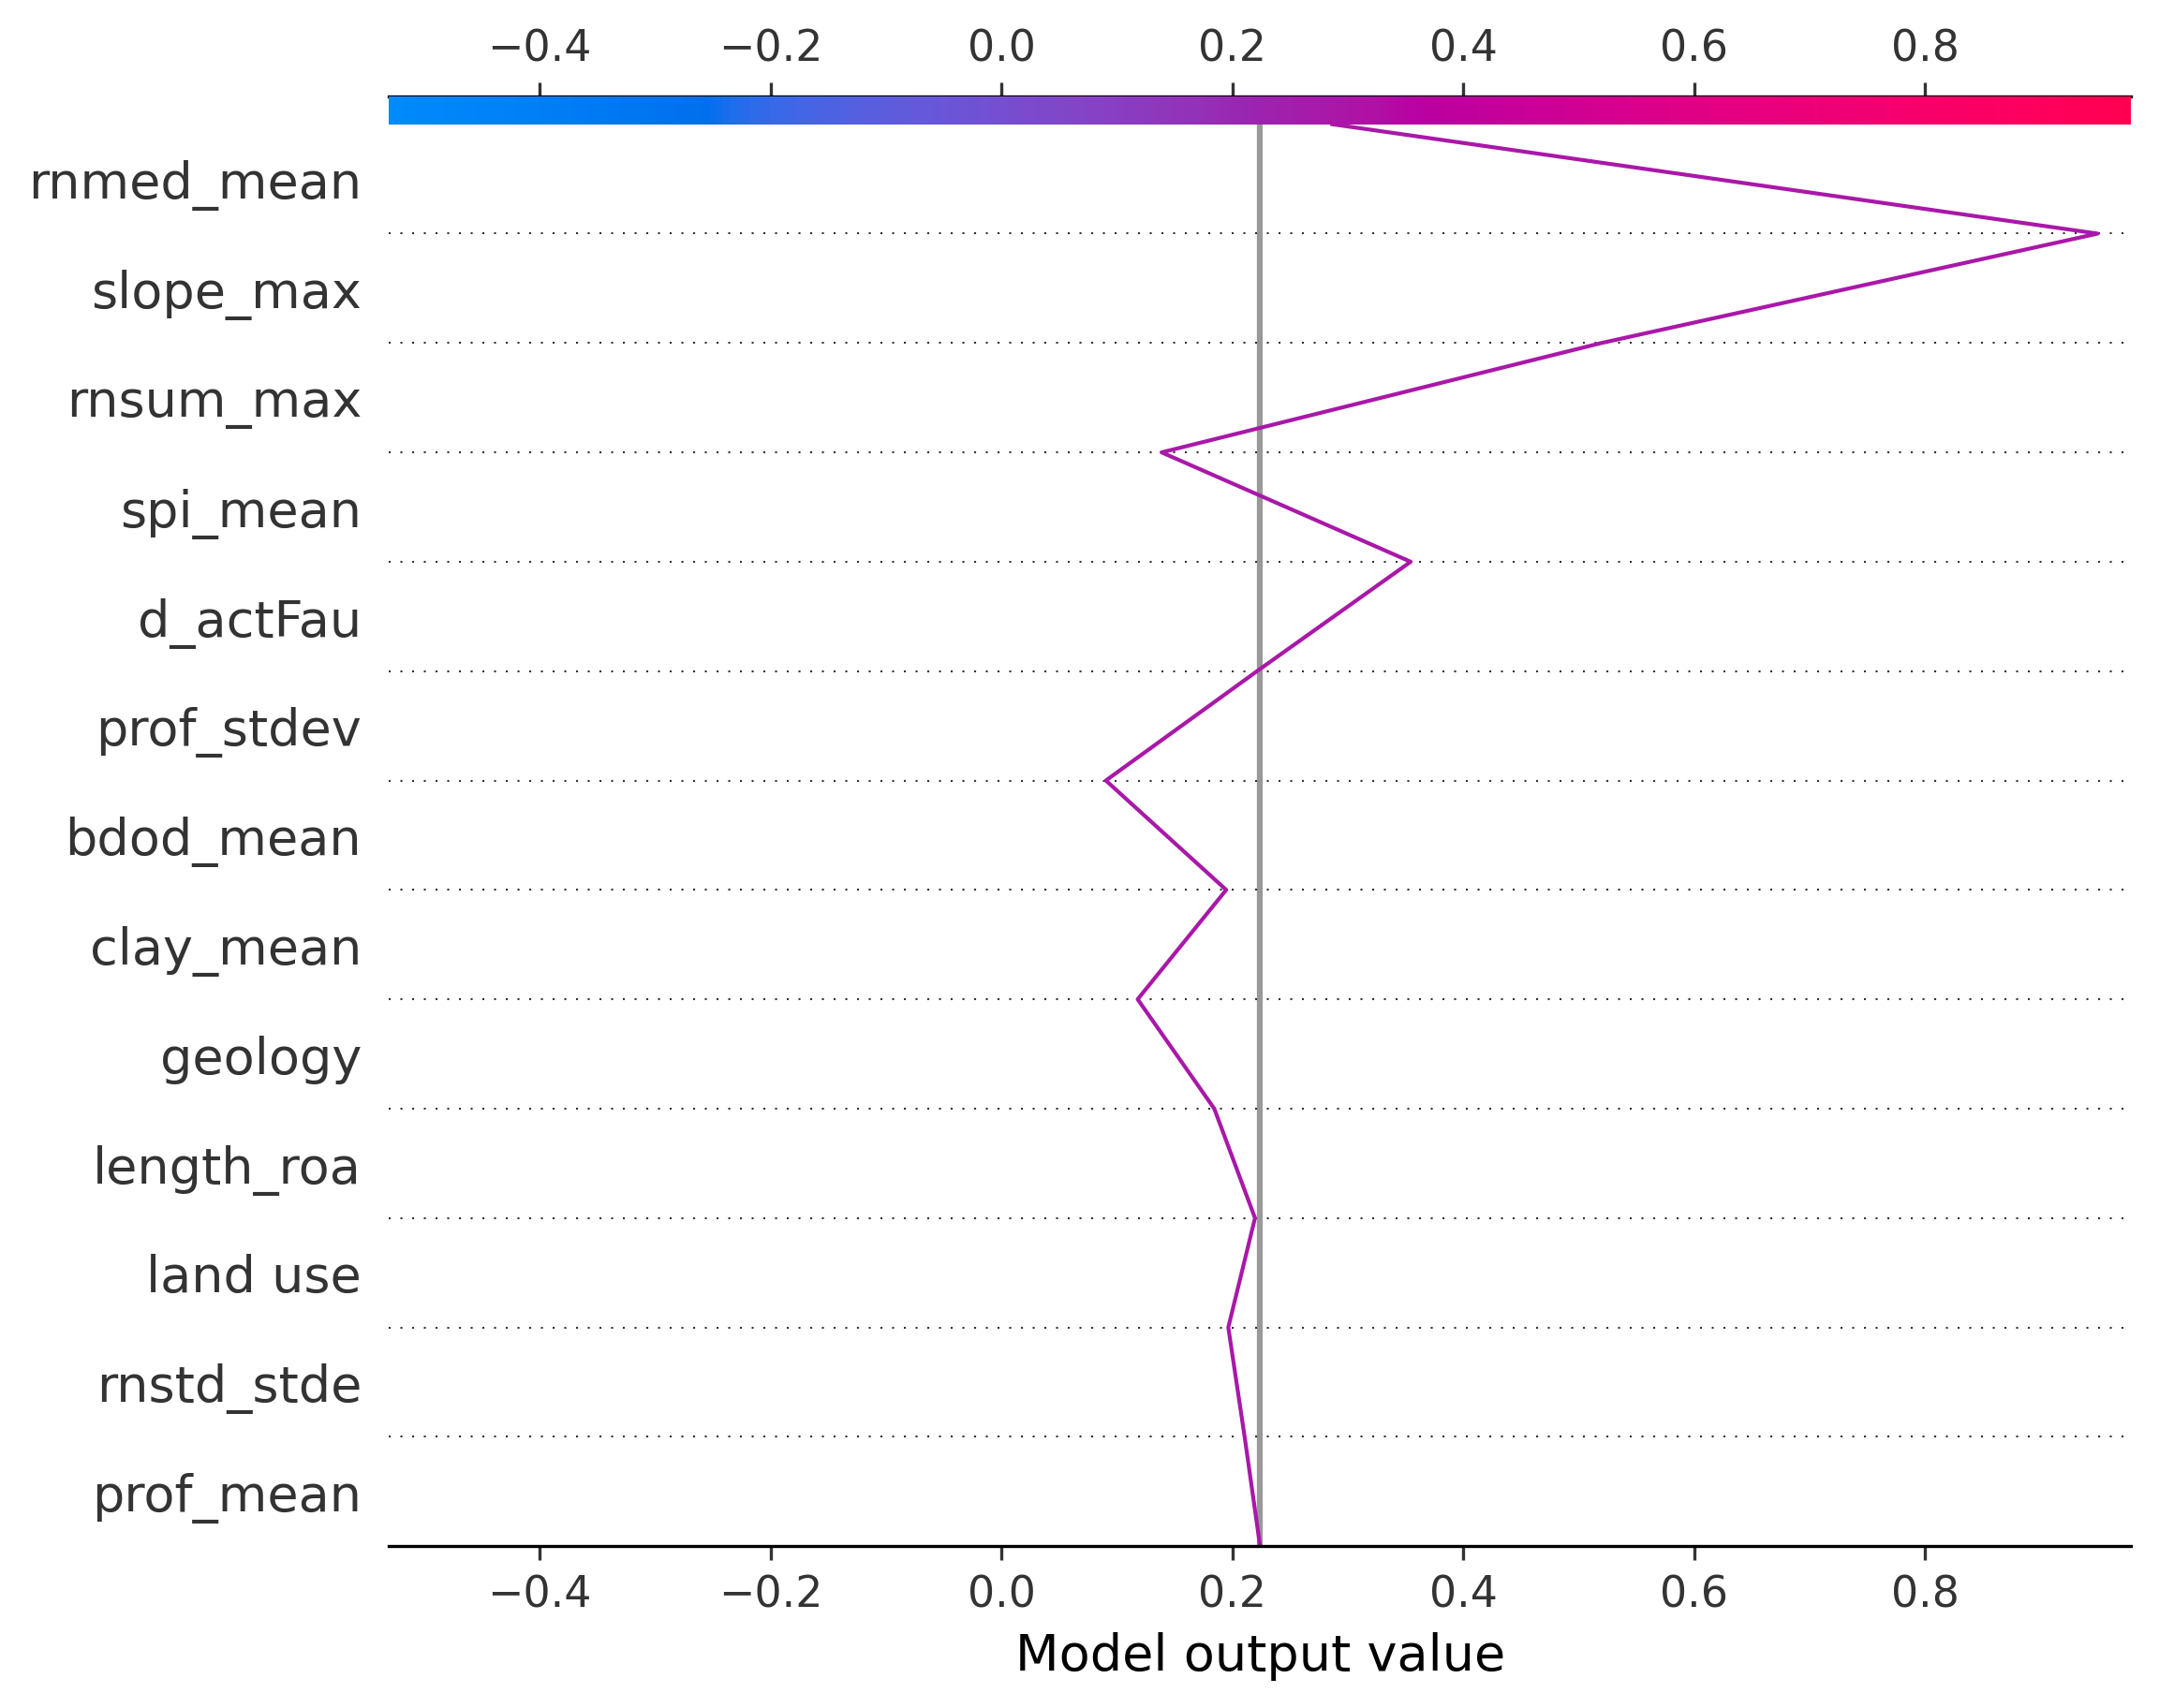 −0.4 −0.2 0.0 0.2 0.4 0.6 0.8
rnmed_mean
slope_max
rnsum_max
spi_mean
d_actFau
prof_stdev
bdod_mean
clay_mean
geology
length_roa
land use
rnstd_stde
prof_mean
−0.4 −0.2 0.0 0.2 0.4 0.6 0.8
Model output value